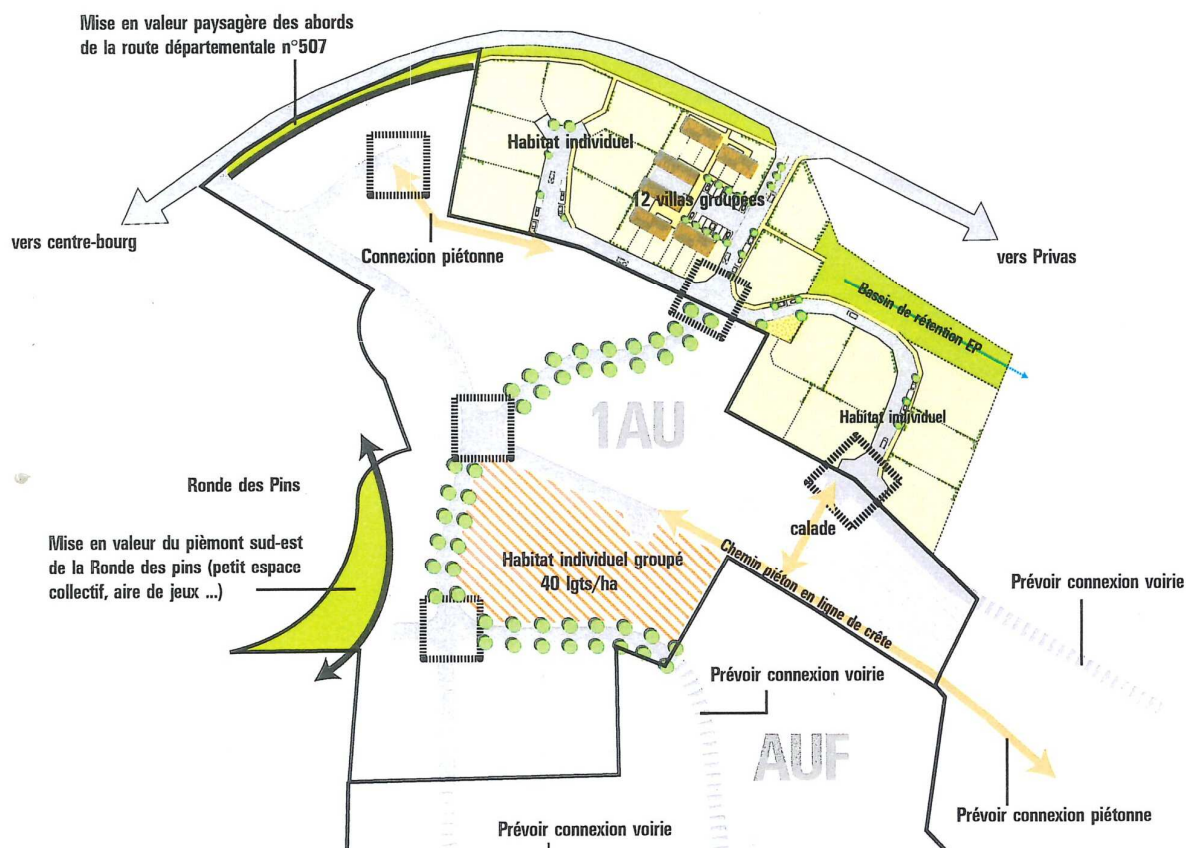 Mise en valeur paysagère des abords
de la route départementale n°507
Habitat individuel
12 villas groupées
vers centre-bourg
Connexion piétonne
vers Privas
Bassin de rétention EP
1AU
Habitat individuel
Ronde des Pins
calade
Mise en valeur du pièmont sud-est
de la Ronde des pins (petit espace
collectif, aire de jeux ...)
Habitat individuel groupé
40 lgts/ha
Chemin piéton en ligne de crête
Prévoir connexion voirie
Prévoir connexion voirie
AUF
Prévoir connexion piétonne
Prévoir connexion voirie